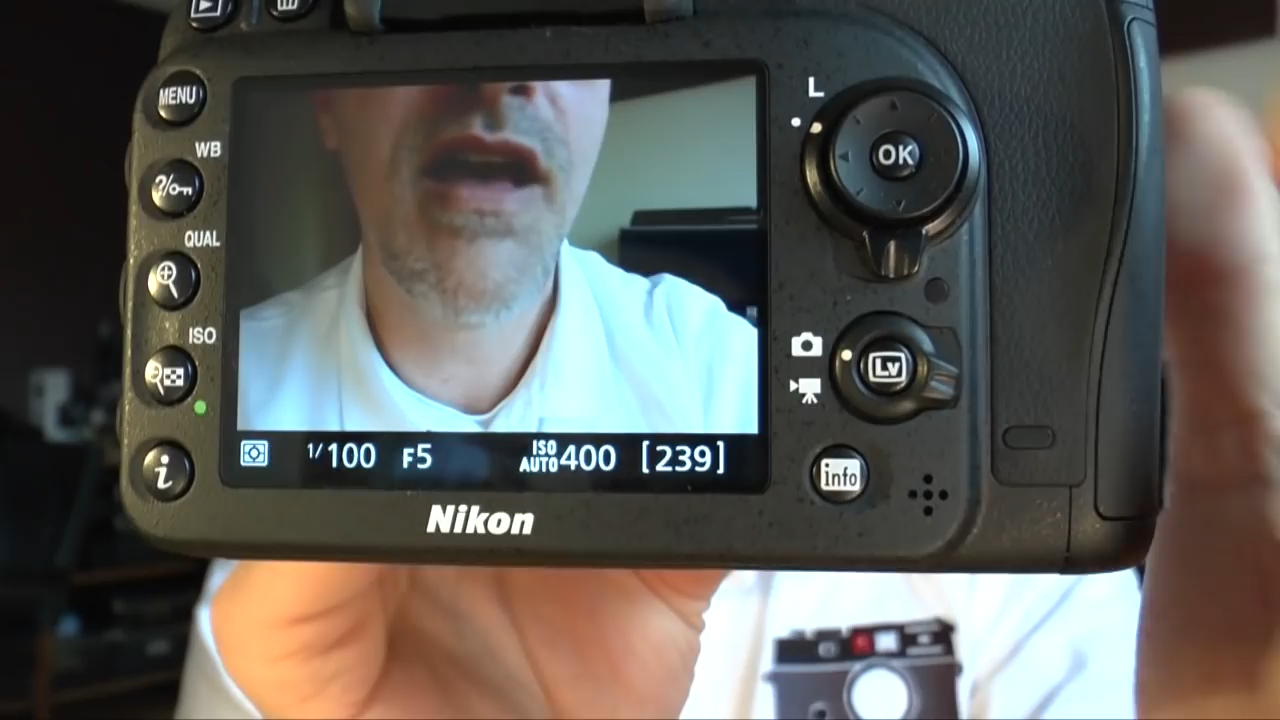 MENU
L
WB
?/
OK
QUAL
ISO
Lv
i
1/100 F5 ISO AUTO 400 [239]
info
Nikon